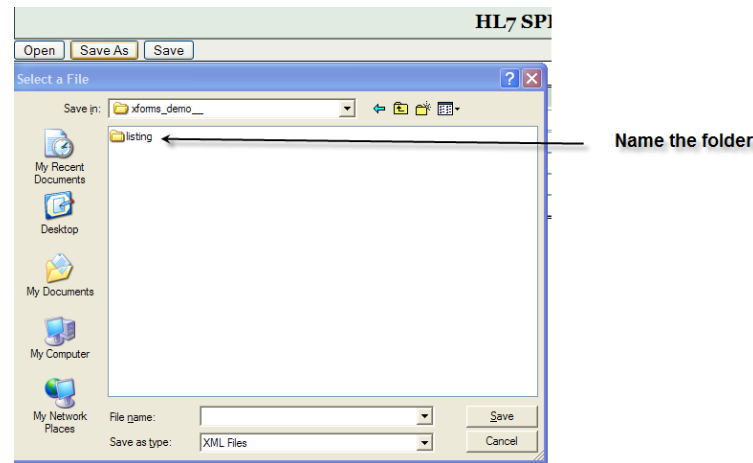 HL7 SPI
Open Save As Save
Select a File
Save in: xforms_demo__
listing
Name the folder
My Recent
Documents
Desktop
My Documents
My Computer
My Network
Places
File name: Save
Save as type: XML Files Cancel